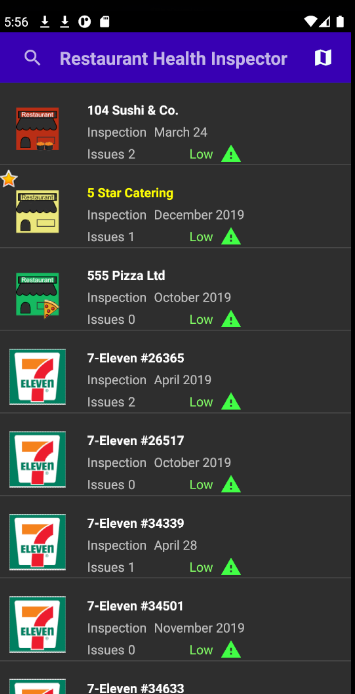 5:56
Restaurant Health Inspector
Restaurant
104 Sushi & Co.
Inspection March 24
Issues 2 Low
Restaurant
5 Star Catering
Inspection December 2019
Issues 1 Low
Restaurant
555 Pizza Ltd
Inspection October 2019
Issues 0 Low
7-Eleven #26365
ELEVEN
Inspection April 2019
Issues 2 Low
7-Eleven #26517
ELEVEN
Inspection October 2019
Issues 0 Low
7-Eleven #34339
ELEVEN
Inspection April 28
Issues 1 Low
7-Eleven #34501
ELEVEN
Inspection November 2019
Issues 0 Low
7-Eleven #34633